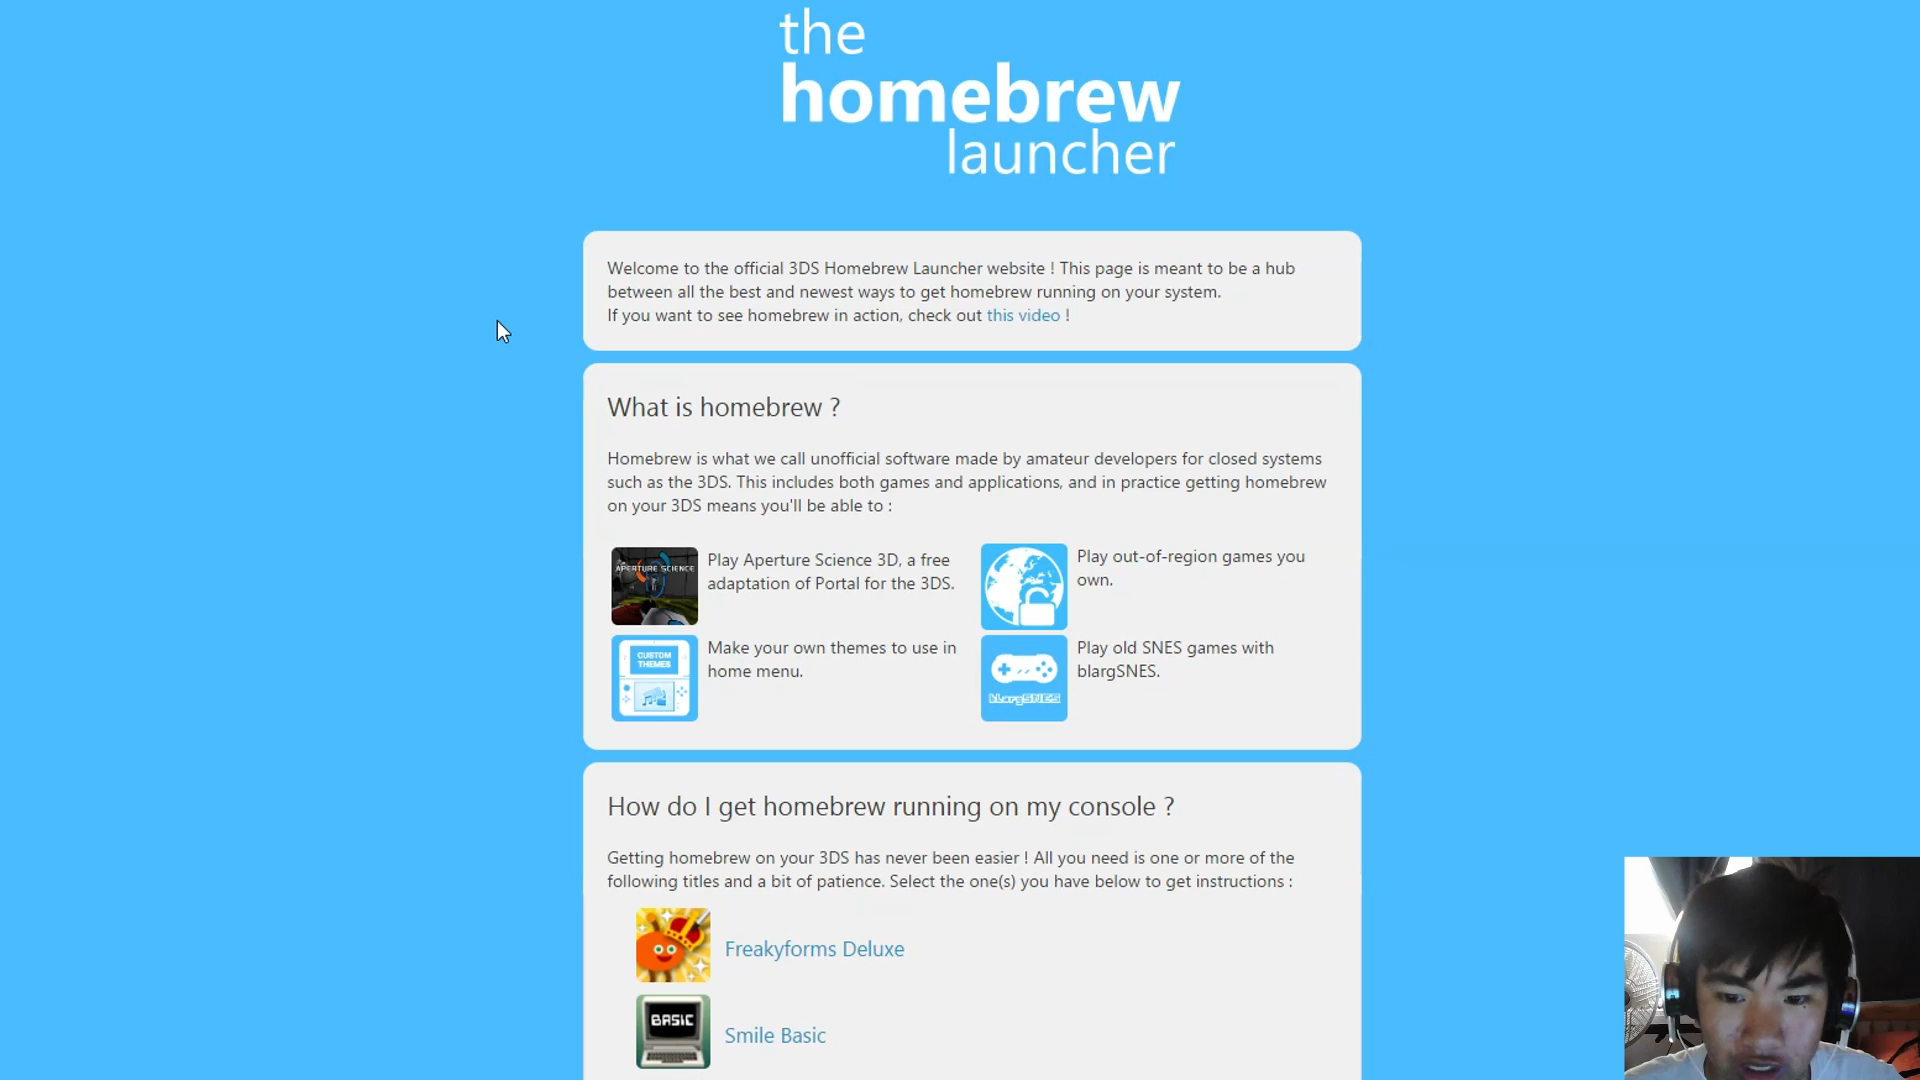 the
homebrew
launcher
Welcome to the official 3DS Homebrew Launcher website ! This page is meant to be a hub
between all the best and newest ways to get homebrew running on your system.
If you want to see homebrew in action, check out this video !
What is homebrew ?
Homebrew is what we call unofficial software made by amateur developers for closed systems
such as the 3DS. This includes both games and applications, and in practice getting homebrew
on your 3DS means you'll be able to :
APERTURE SCIENCE
Play Aperture Science 3D, a free
adaptation of Portal for the 3DS.
Play out-of-region games you
own.
CUSTOM
THEMES
Make your own themes to use in
home menu.
blargSNES
Play old SNES games with
blargSNES.
How do I get homebrew running on my console ?
Getting homebrew on your 3DS has never been easier ! All you need is one or more of the
following titles and a bit of patience. Select the one(s) you have below to get instructions :
Freakyforms Deluxe
BASIC
Smile Basic